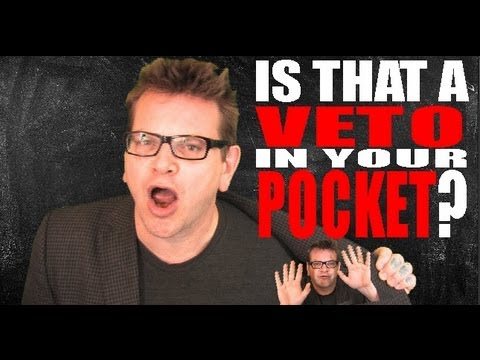 IS THAT A
VETO
IN YOUR
POCKET?